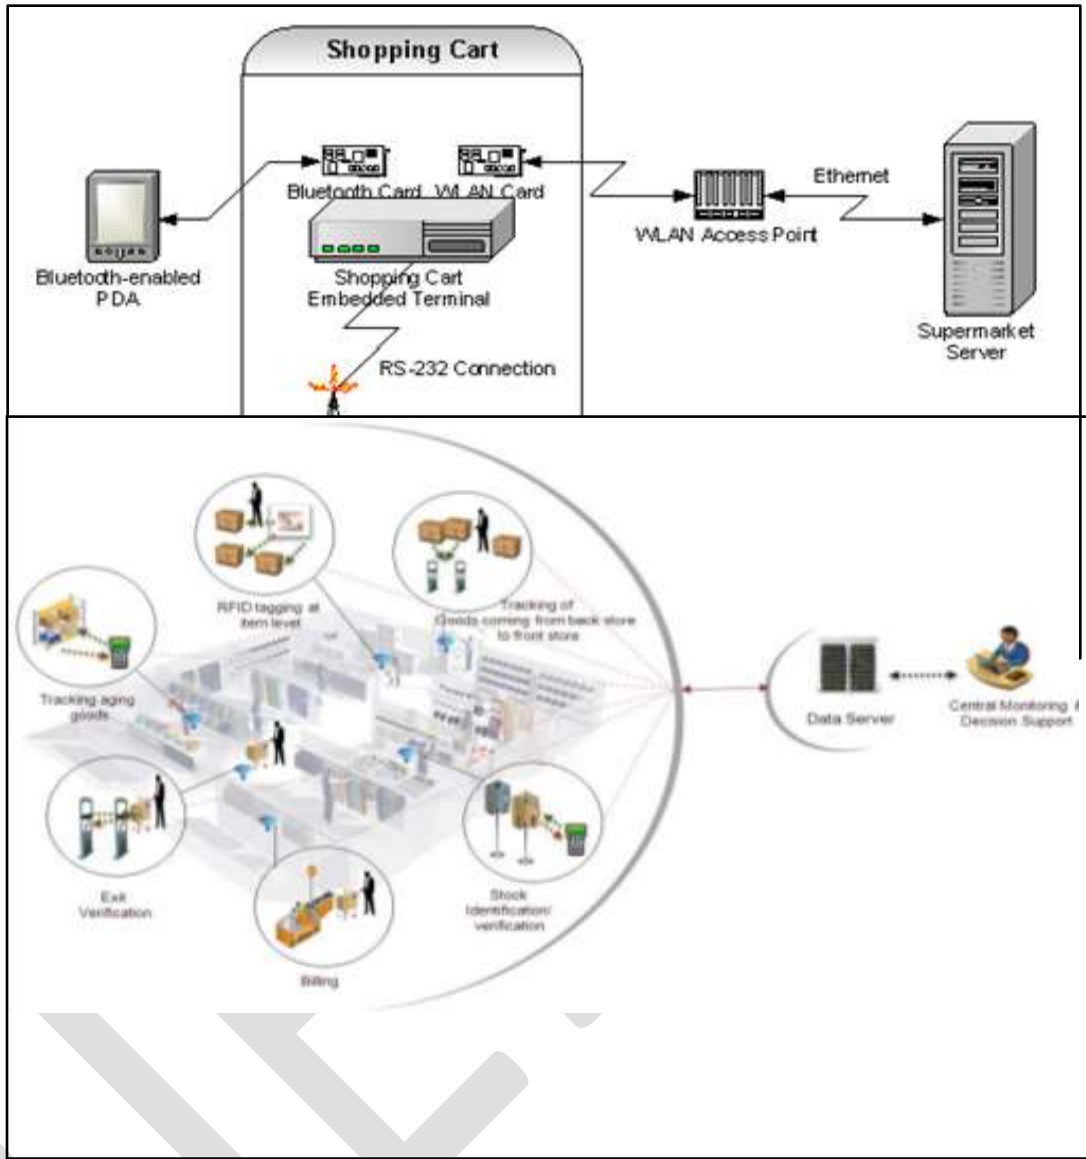 Shopping Cart
Bluetooth Card WLAN Card
Ethernet
WLAN Access Point
Bluetooth-enabled
PDA
Shopping Cart
Embedded Terminal
Supermarket
Server
RS-232 Connection
RFID tagging at
item level
Tracking of
Goods coming from back store
to front store
Tracking aging
goods
Data Server
Central Monitoring &
Decision Support
Exit
Verification
Stock
Identification/
verification
Billing